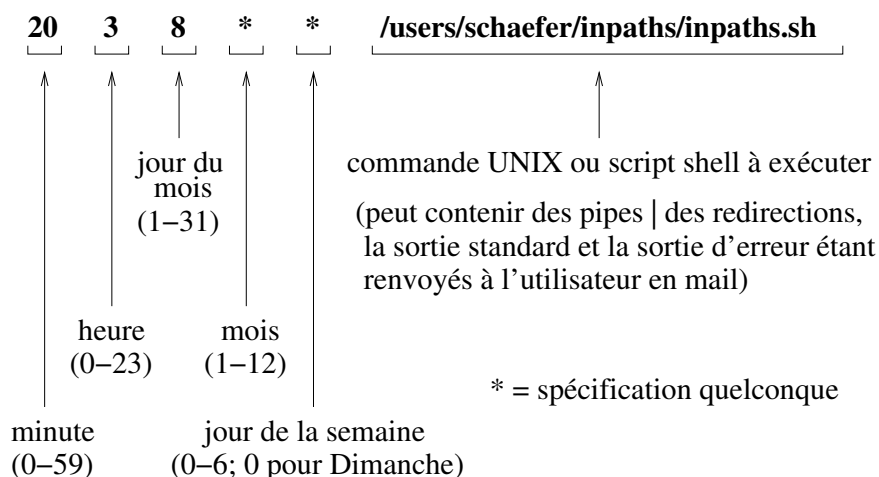 20 3 8 * * /users/schaefer/inpaths/inpaths.sh
jour du
mois
(1–31)
commande UNIX ou script shell à exécuter
(peut contenir des pipes | des redirections,
la sortie standard et la sortie d'erreur étant
renvoyés à l'utilisateur en mail)
heure
(0–23)
mois
(1–12)
* = spécification quelconque
minute
(0–59)
jour de la semaine
(0–6; 0 pour Dimanche)